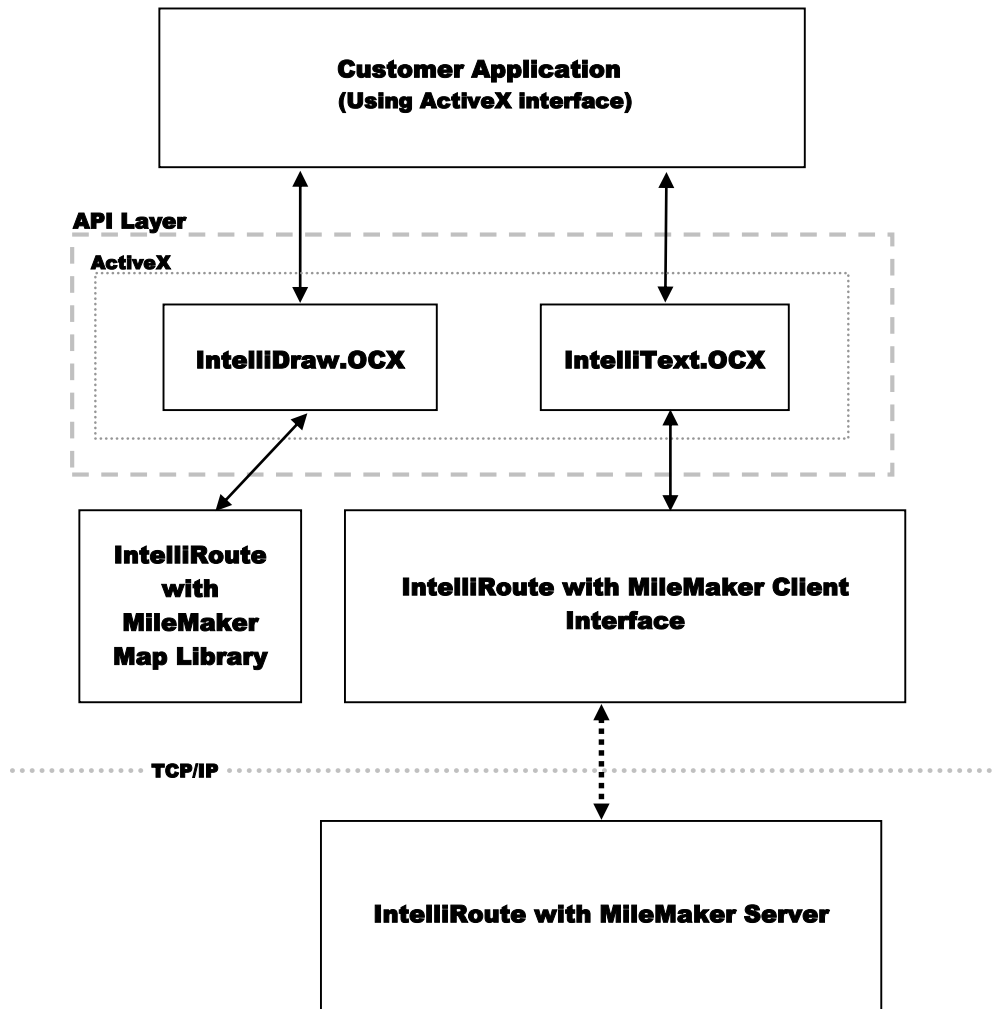 Customer Application
(Using ActiveX interface)
API Layer
ActiveX
IntelliDraw.OCX
IntelliText.OCX
IntelliRoute
with
MileMaker
Map Library
IntelliRoute with MileMaker Client
Interface
TCP/IP
IntelliRoute with MileMaker Server